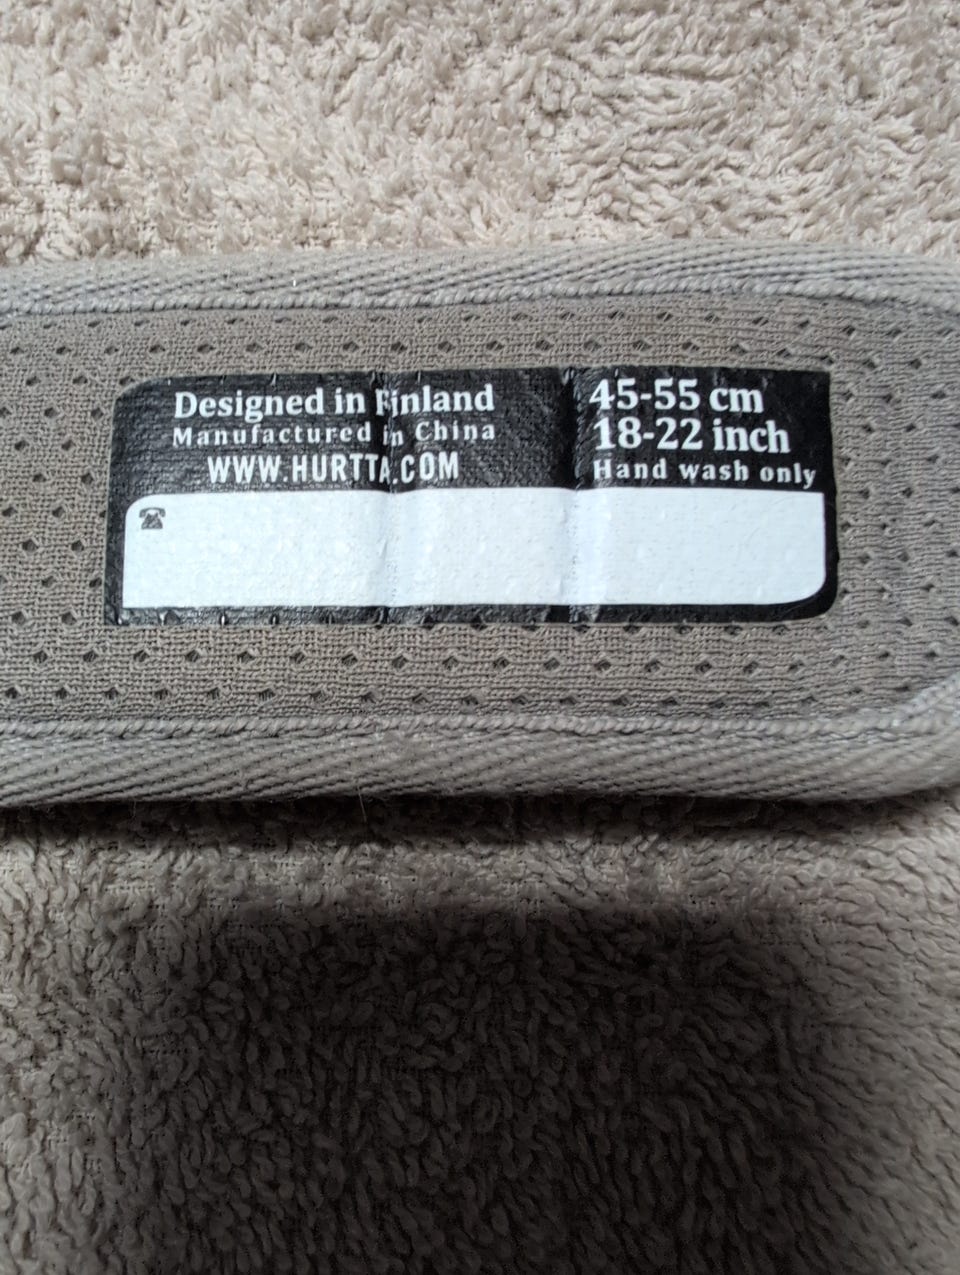 Designed in Finland
Manufactured in China
WWW.HURTTA.COM
45-55 cm
18-22 inch
Hand wash only